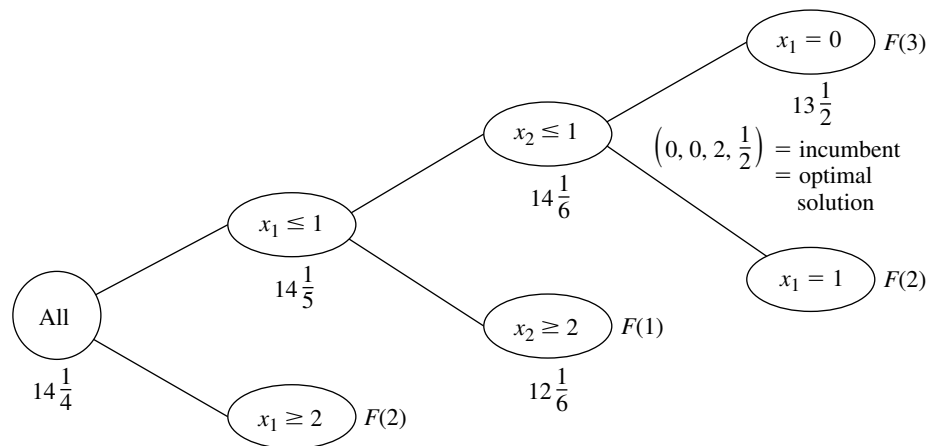 x₁ = 0 F(3)
13 1/2
x₂ ≤ 1
14 1/6
(0, 0, 2, 1/2) = incumbent
= optimal
solution
x₁ ≤ 1
14 1/5
x₁ = 1 F(2)
All
14 1/4
x₂ ≥ 2 F(1)
12 1/6
x₁ ≥ 2 F(2)